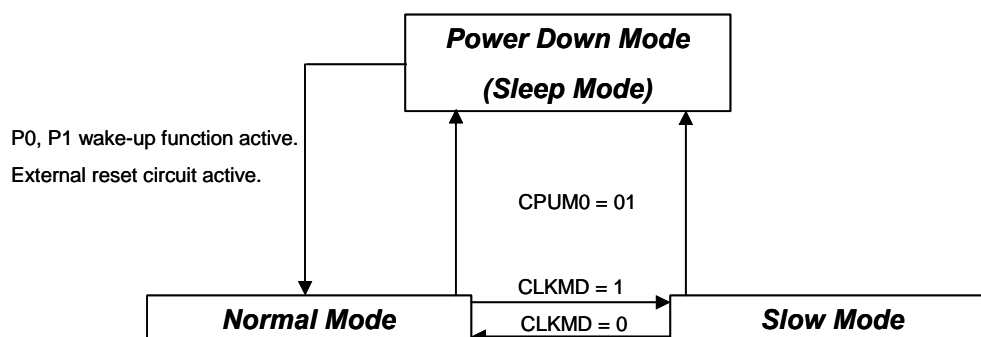 Power Down Mode
(Sleep Mode)
P0, P1 wake-up function active.
External reset circuit active.
CPUM0 = 01
CLKMD = 1
Normal Mode
CLKMD = 0
Slow Mode